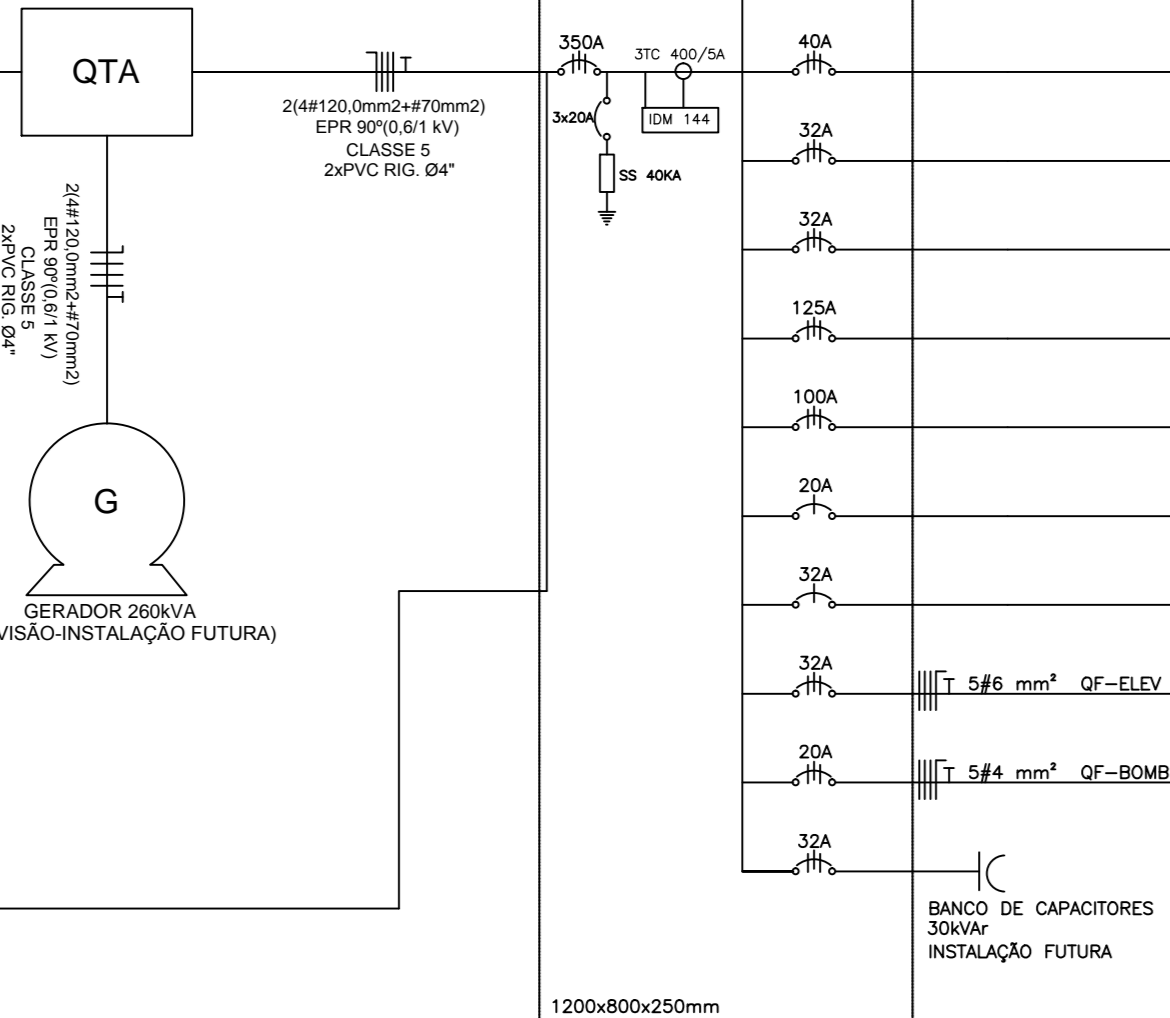 QTA
T
2(4#120,0mm2+#70mm2)
EPR 90º(0,6/1 kV)
CLASSE 5
2xPVC RIG. Ø4"
2(4#120,0mm2+#70mm2)
EPR 90º(0,6/1 kV)
CLASSE 5
2xPVC RIG. Ø4"
T
G
GERADOR 260kVA
VISÃO-INSTALAÇÃO FUTURA)
350A
3TC 400/5A
3x20A
IDM 144
SS 40KA
40A
32A
32A
125A
100A
20A
32A
32A
T 5#6 mm² QF-ELEV
20A
T 5#4 mm² QF-BOMB
32A
BANCO DE CAPACITORES
30kVAr
INSTALAÇÃO FUTURA
1200x800x250mm